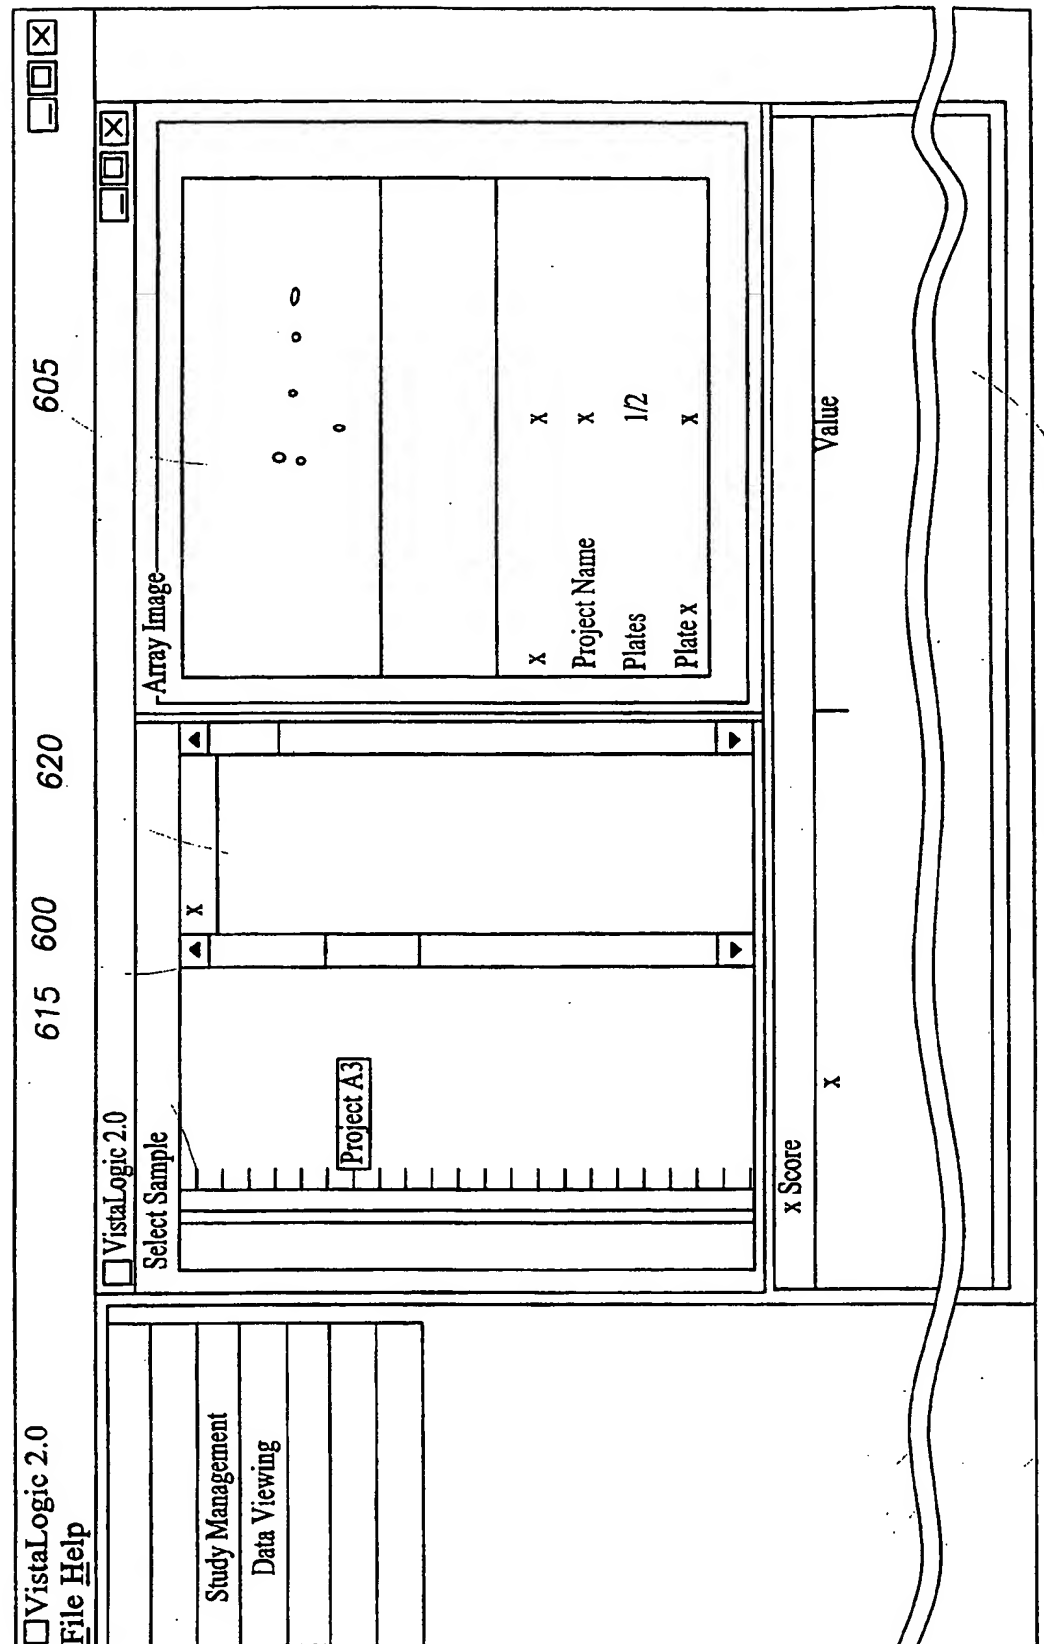 VistaLogic 2.0
File Help
615 600 620 605
Study Management
Data Viewing
VistaLogic 2.0
Select Sample
Project A3
x
Array Image
x x
Project Name x
Plates 1/2
Plate x x
x Score
x Value